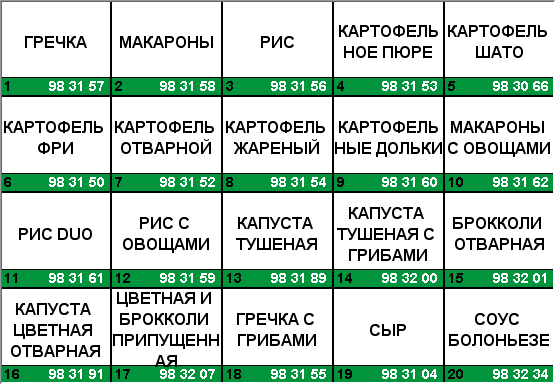 ГРЕЧКА
1 98 31 57
МАКАРОНЫ
2 98 31 58
РИС
3 98 31 56
КАРТОФЕЛЬ
НОЕ ПЮРЕ
4 98 31 53
КАРТОФЕЛЬ
ШАТО
5 98 30 66
КАРТОФЕЛЬ
ФРИ
6 98 31 50
КАРТОФЕЛЬ
ОТВАРНОЙ
7 98 31 52
КАРТОФЕЛЬ
ЖАРЕНЫЙ
8 98 31 54
КАРТОФЕЛЬ
НЫЕ ДОЛЬКИ
9 98 31 60
МАКАРОНЫ
С ОВОЩАМИ
10 98 31 62
РИС DUO
11 98 31 61
РИС С
ОВОЩАМИ
12 98 31 59
КАПУСТА
ТУШЕНАЯ
13 98 31 89
КАПУСТА
ТУШЕНАЯ С
ГРИБАМИ
14 98 32 00
БРОККОЛИ
ОТВАРНАЯ
15 98 32 01
КАПУСТА
ЦВЕТНАЯ
ОТВАРНАЯ
16 98 31 91
ЦВЕТНАЯ И
БРОККОЛИ
ПРИПУЩЕНН
АЯ
17 98 32 07
ГРЕЧКА С
ГРИБАМИ
18 98 31 55
СЫР
19 98 31 04
СОУС
БОЛОНЬЕЗЕ
20 98 32 34